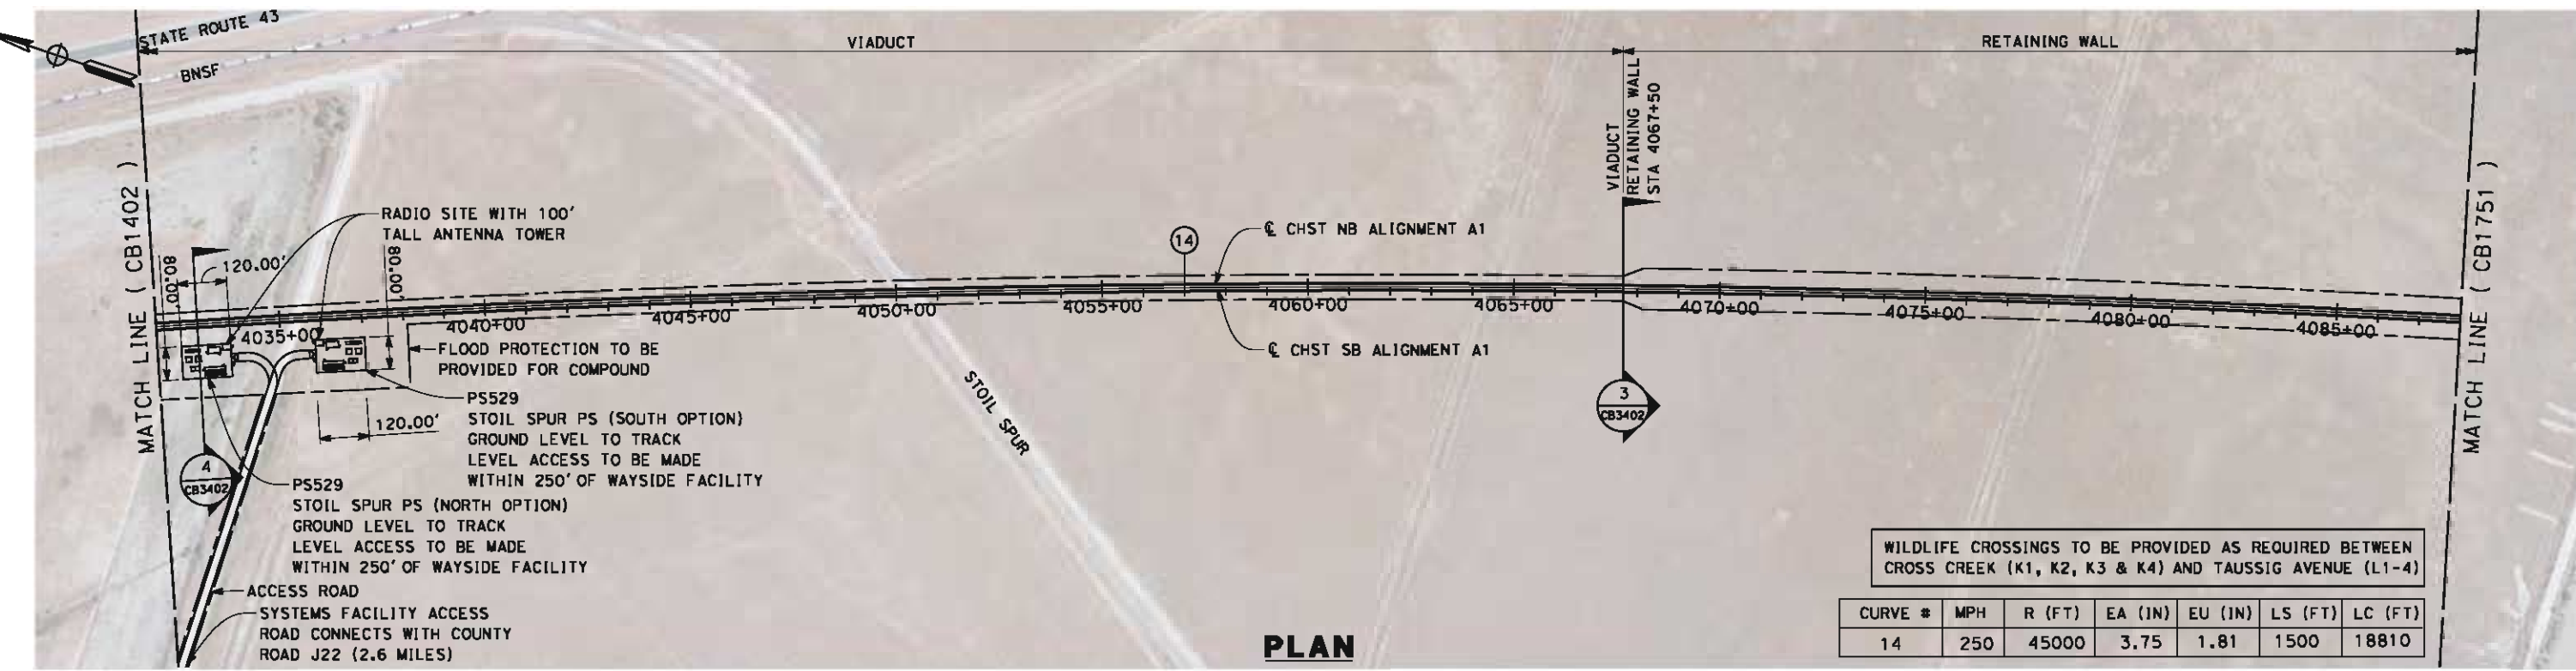 STATE ROUTE 43
BNSF
VIADUCT
RETAINING WALL
MATCH LINE ( CB1402 )
VIADUCT
RETAINING WALL
STA 4067+50
MATCH LINE ( CB1751 )
RADIO SITE WITH 100'
TALL ANTENNA TOWER
80.00'
120.00'
80.00'
14
℄ CHST NB ALIGNMENT A1
4035+00
4040+00
4045+00
4050+00
4055+00
4060+00
4065+00
4070+00
4075+00
4080+00
4085+00
FLOOD PROTECTION TO BE
PROVIDED FOR COMPOUND
℄ CHST SB ALIGNMENT A1
STOIL SPUR
3
CB3402
120.00'
PS529
STOIL SPUR PS (SOUTH OPTION)
GROUND LEVEL TO TRACK
LEVEL ACCESS TO BE MADE
WITHIN 250' OF WAYSIDE FACILITY
4
CB3402
PS529
STOIL SPUR PS (NORTH OPTION)
GROUND LEVEL TO TRACK
LEVEL ACCESS TO BE MADE
WITHIN 250' OF WAYSIDE FACILITY
ACCESS ROAD
SYSTEMS FACILITY ACCESS
ROAD CONNECTS WITH COUNTY
ROAD J22 (2.6 MILES)
PLAN
WILDLIFE CROSSINGS TO BE PROVIDED AS REQUIRED BETWEEN
CROSS CREEK (K1, K2, K3 & K4) AND TAUSSIG AVENUE (L1-4)
CURVE # MPH R (FT) EA (IN) EU (IN) LS (FT) LC (FT)
14 250 45000 3.75 1.81 1500 18810